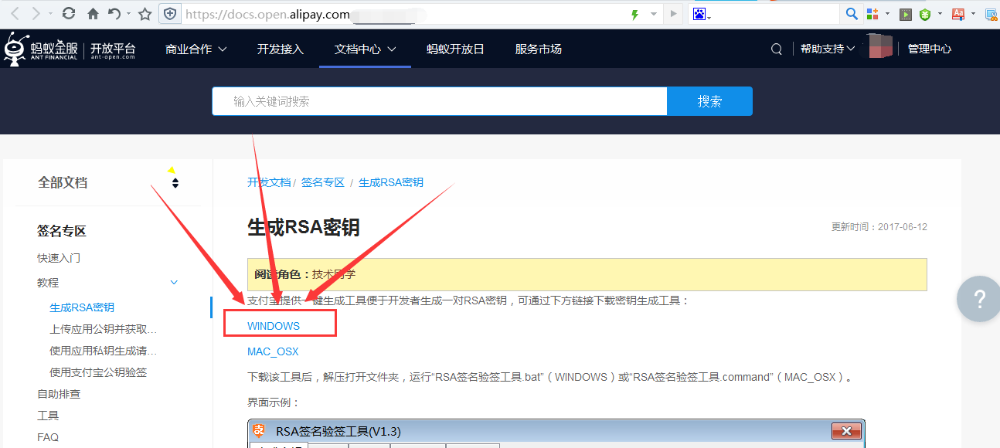 https://docs.open.alipay.com
蚂蚁金服 ANT FINANCIAL 开放平台 ant-open.com 商业合作 开发接入 文档中心 蚂蚁开放日 服务市场 帮助支持 管理中心
输入关键词搜索 搜索
全部文档
签名专区
快速入门
教程
生成RSA密钥
上传应用公钥并获取...
使用应用私钥生成请...
使用支付宝公钥验签
自助排查
工具
FAQ
开发文档 / 签名专区 / 生成RSA密钥
生成RSA密钥
更新时间：2017-06-12
阅读角色：技术同学
支付宝提供一键生成工具便于开发者生成一对RSA密钥，可通过下方链接下载密钥生成工具：
WINDOWS
MAC_OSX
下载该工具后，解压打开文件夹，运行“RSA签名验签工具.bat”（WINDOWS）或“RSA签名验签工具.command”（MAC_OSX）。
界面示例：
RSA签名验签工具(V1.3)